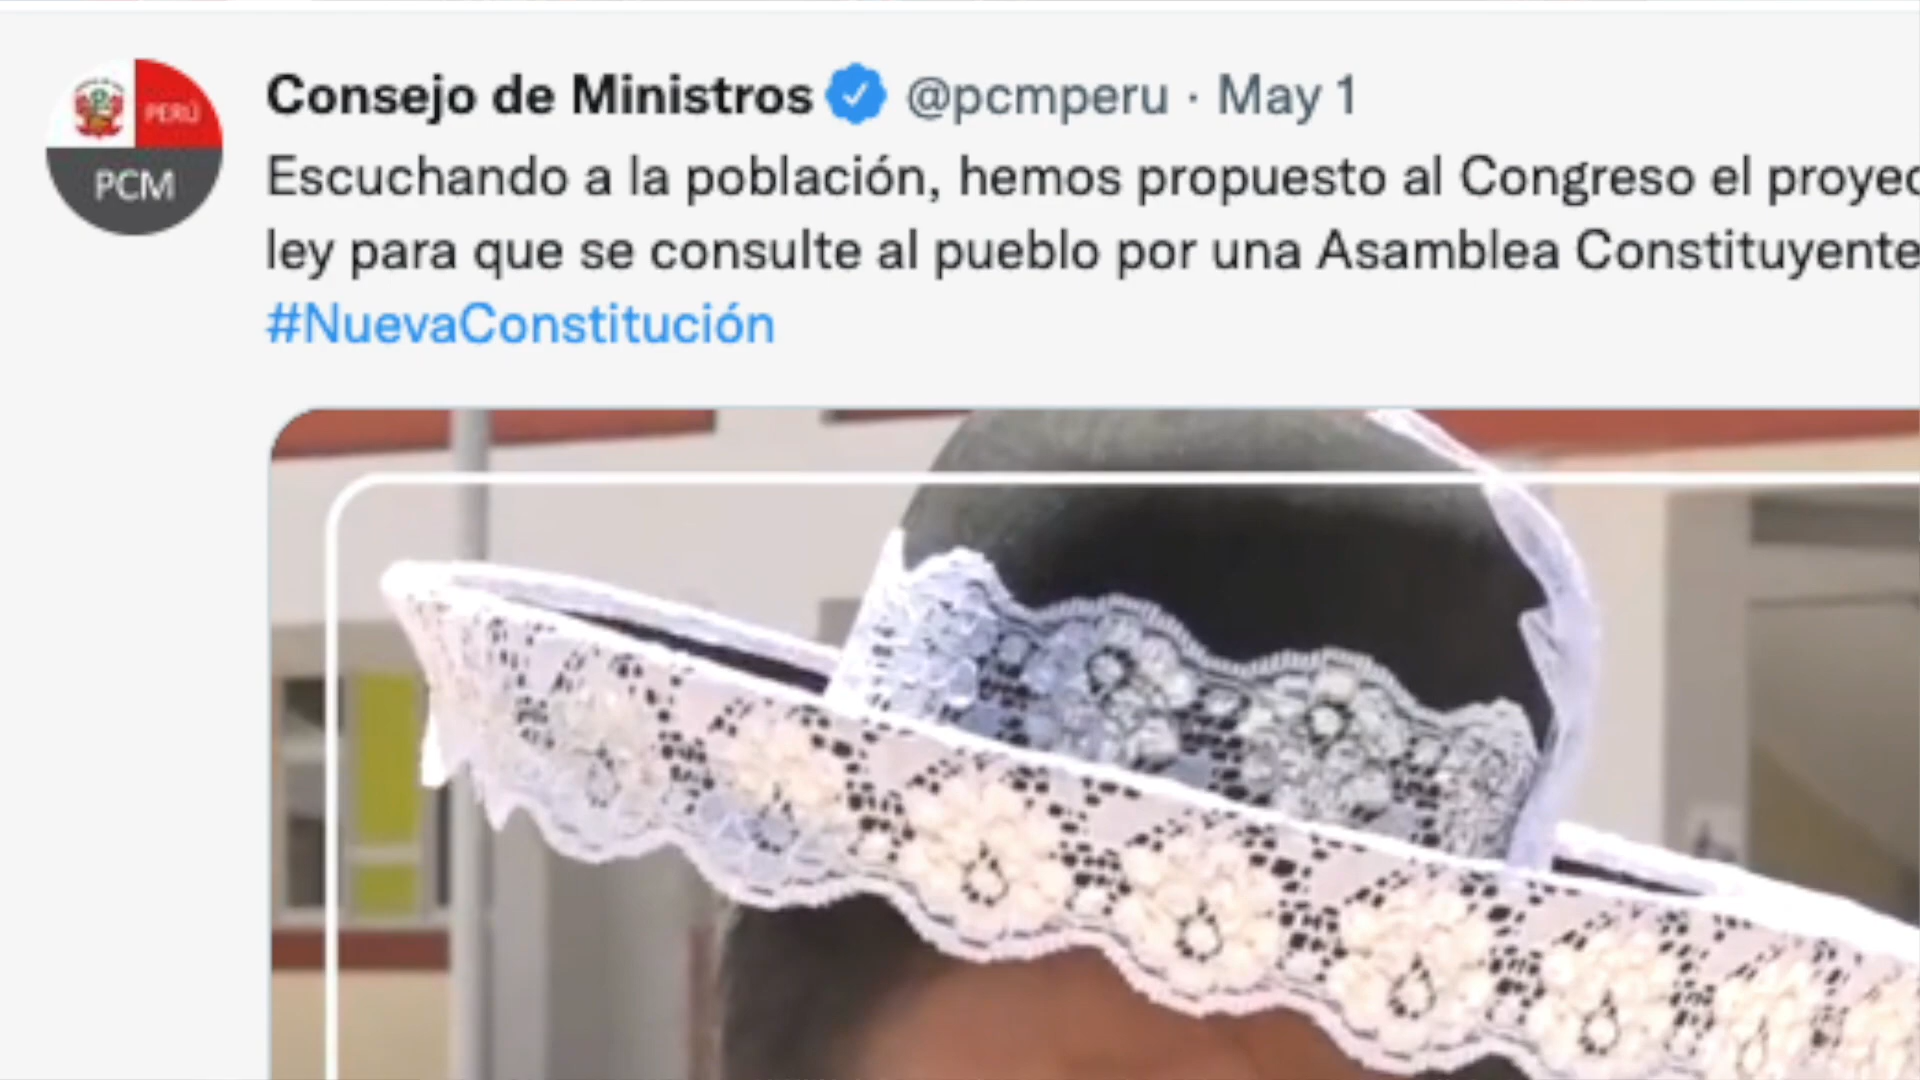 PERÚ
PCM
Consejo de Ministros @pcmperu · May 1
Escuchando a la población, hemos propuesto al Congreso el
ley para que se consulte al pueblo por una Asamblea Constituyente
#NuevaConstitución